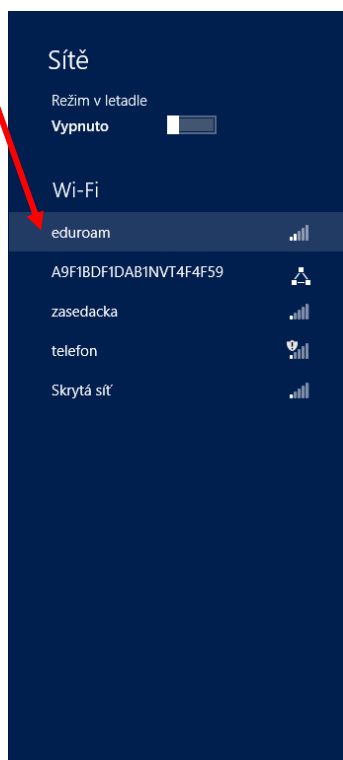 Sítě
Režim v letadle
Vypnuto
Wi-Fi
eduroam
A9F1BDF1DAB1NVT4F4F59
zasedacka
telefon
Skrytá síť